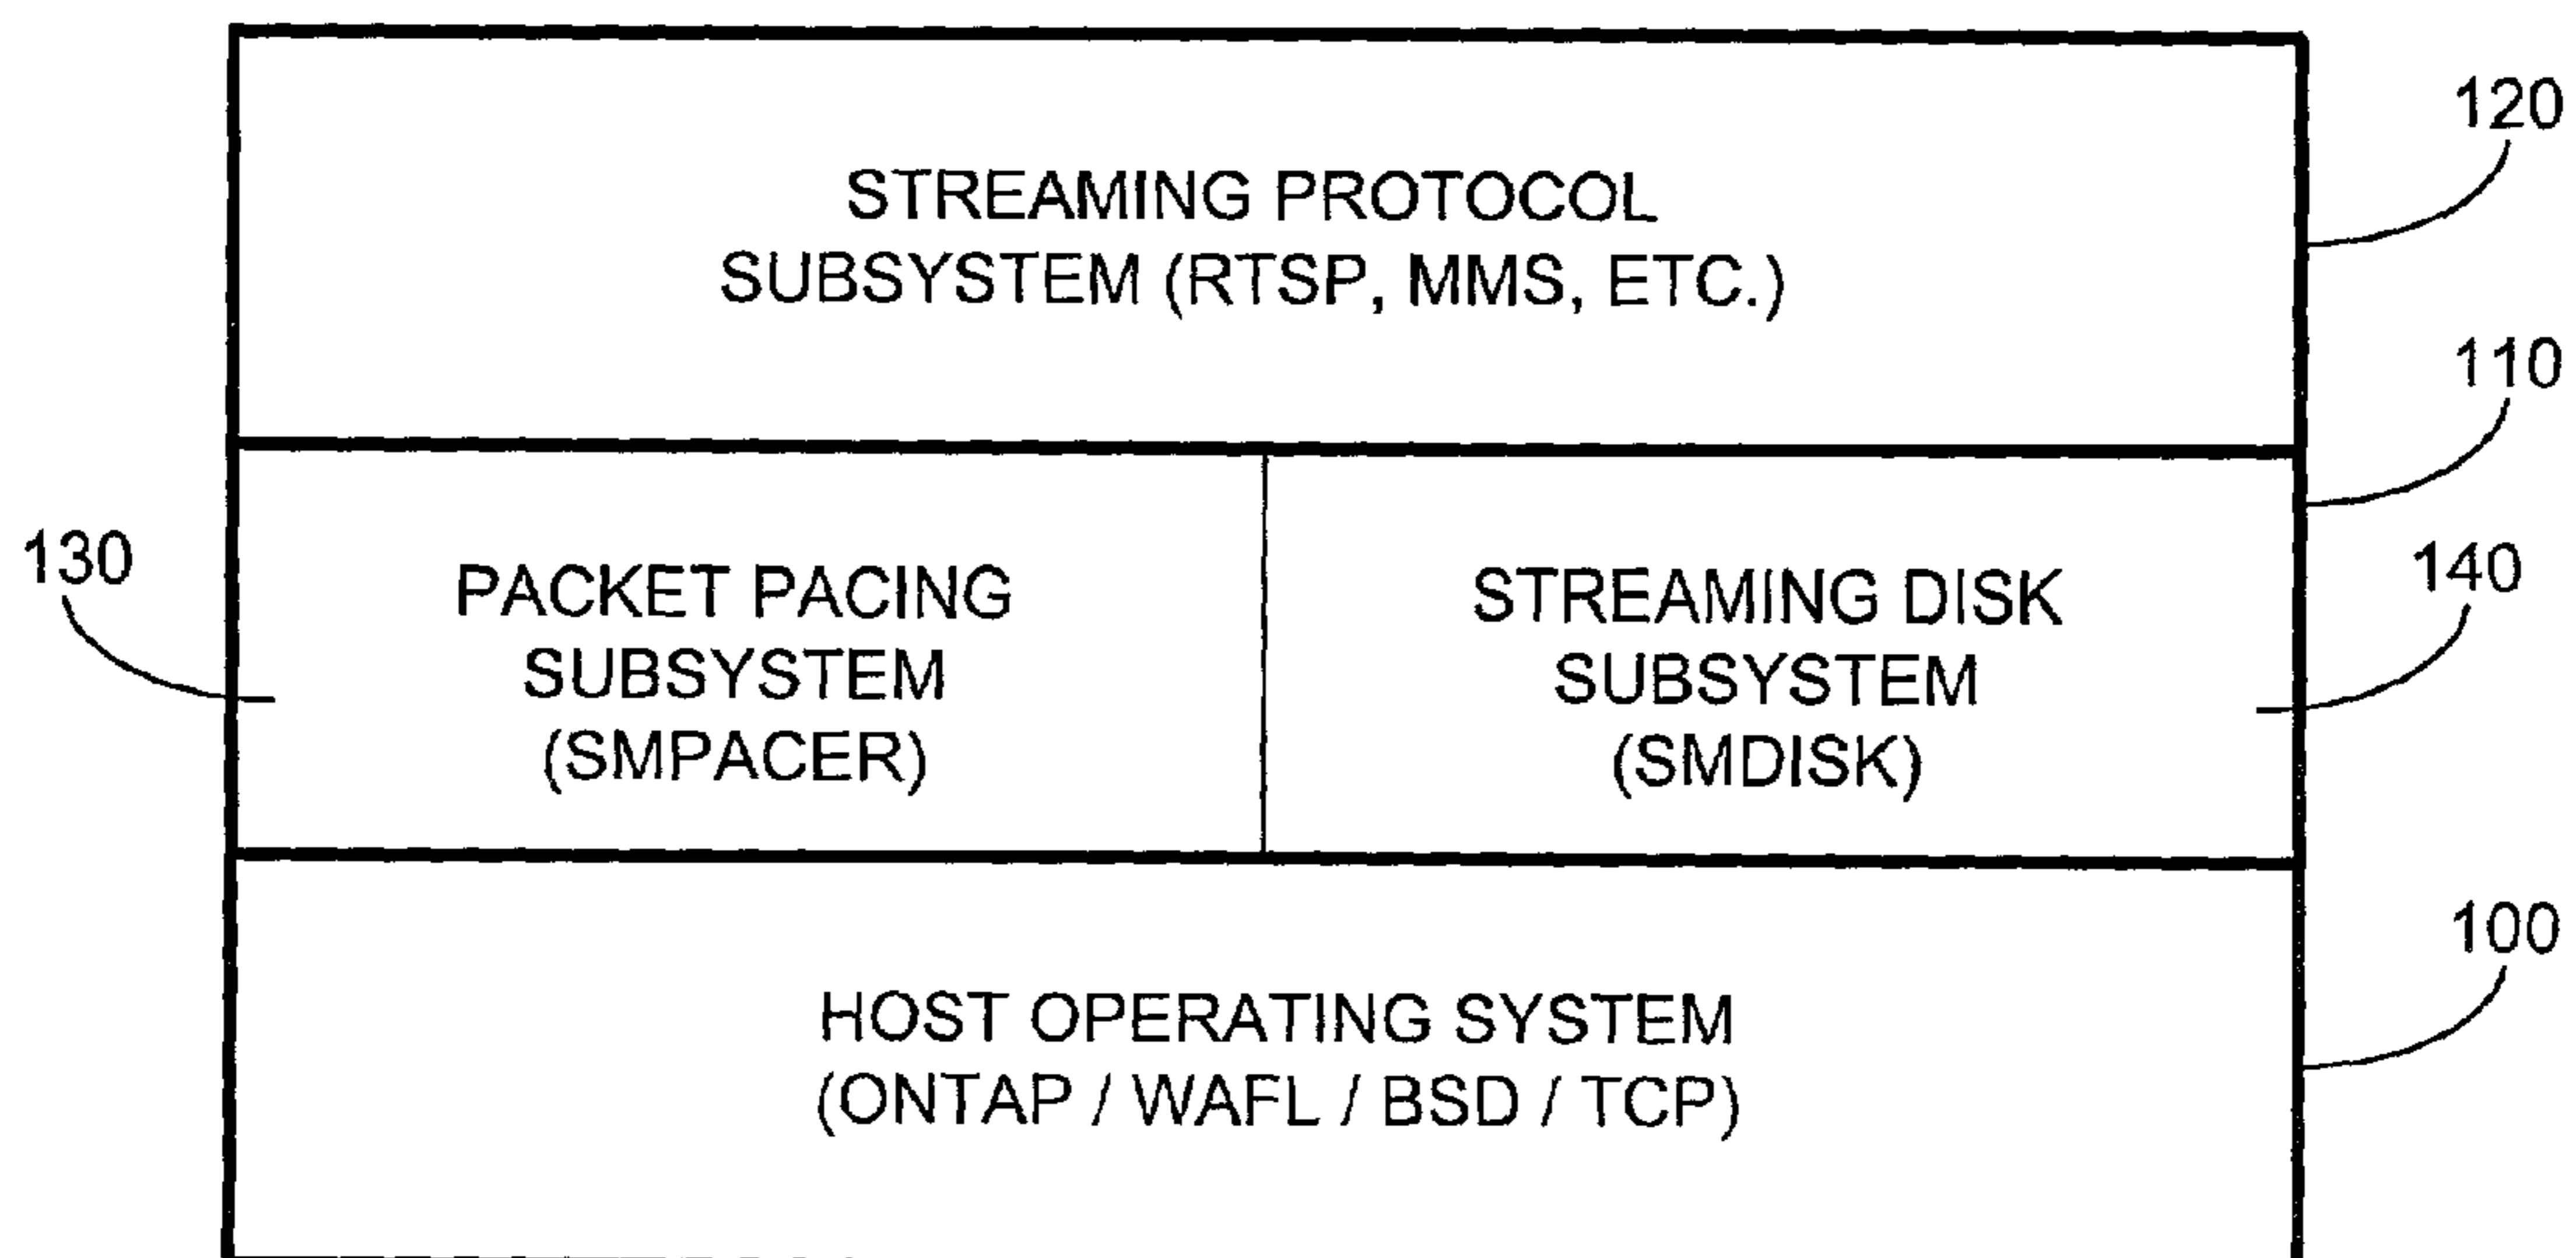 120
STREAMING PROTOCOL
SUBSYSTEM (RTSP, MMS, ETC.)
110
130
PACKET PACING
SUBSYSTEM
(SMPACER)
STREAMING DISK
SUBSYSTEM
(SMDISK)
140
100
HOST OPERATING SYSTEM
(ONTAP / WAFL / BSD / TCP)